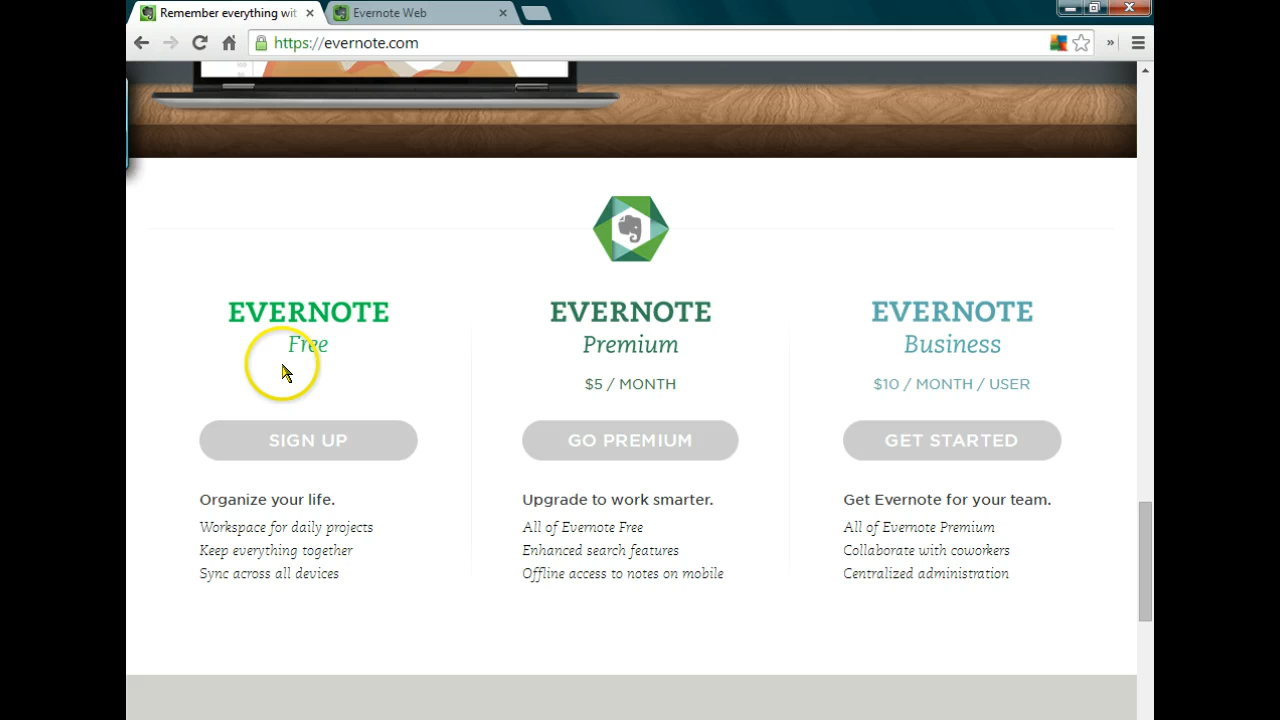 Remember everything wit
Evernote Web
https://evernote.com
EVERNOTE
Free
SIGN UP
Organize your life.
Workspace for daily projects
Keep everything together
Sync across all devices
EVERNOTE
Premium
$5 / MONTH
GO PREMIUM
Upgrade to work smarter.
All of Evernote Free
Enhanced search features
Offline access to notes on mobile
EVERNOTE
Business
$10 / MONTH / USER
GET STARTED
Get Evernote for your team.
All of Evernote Premium
Collaborate with coworkers
Centralized administration